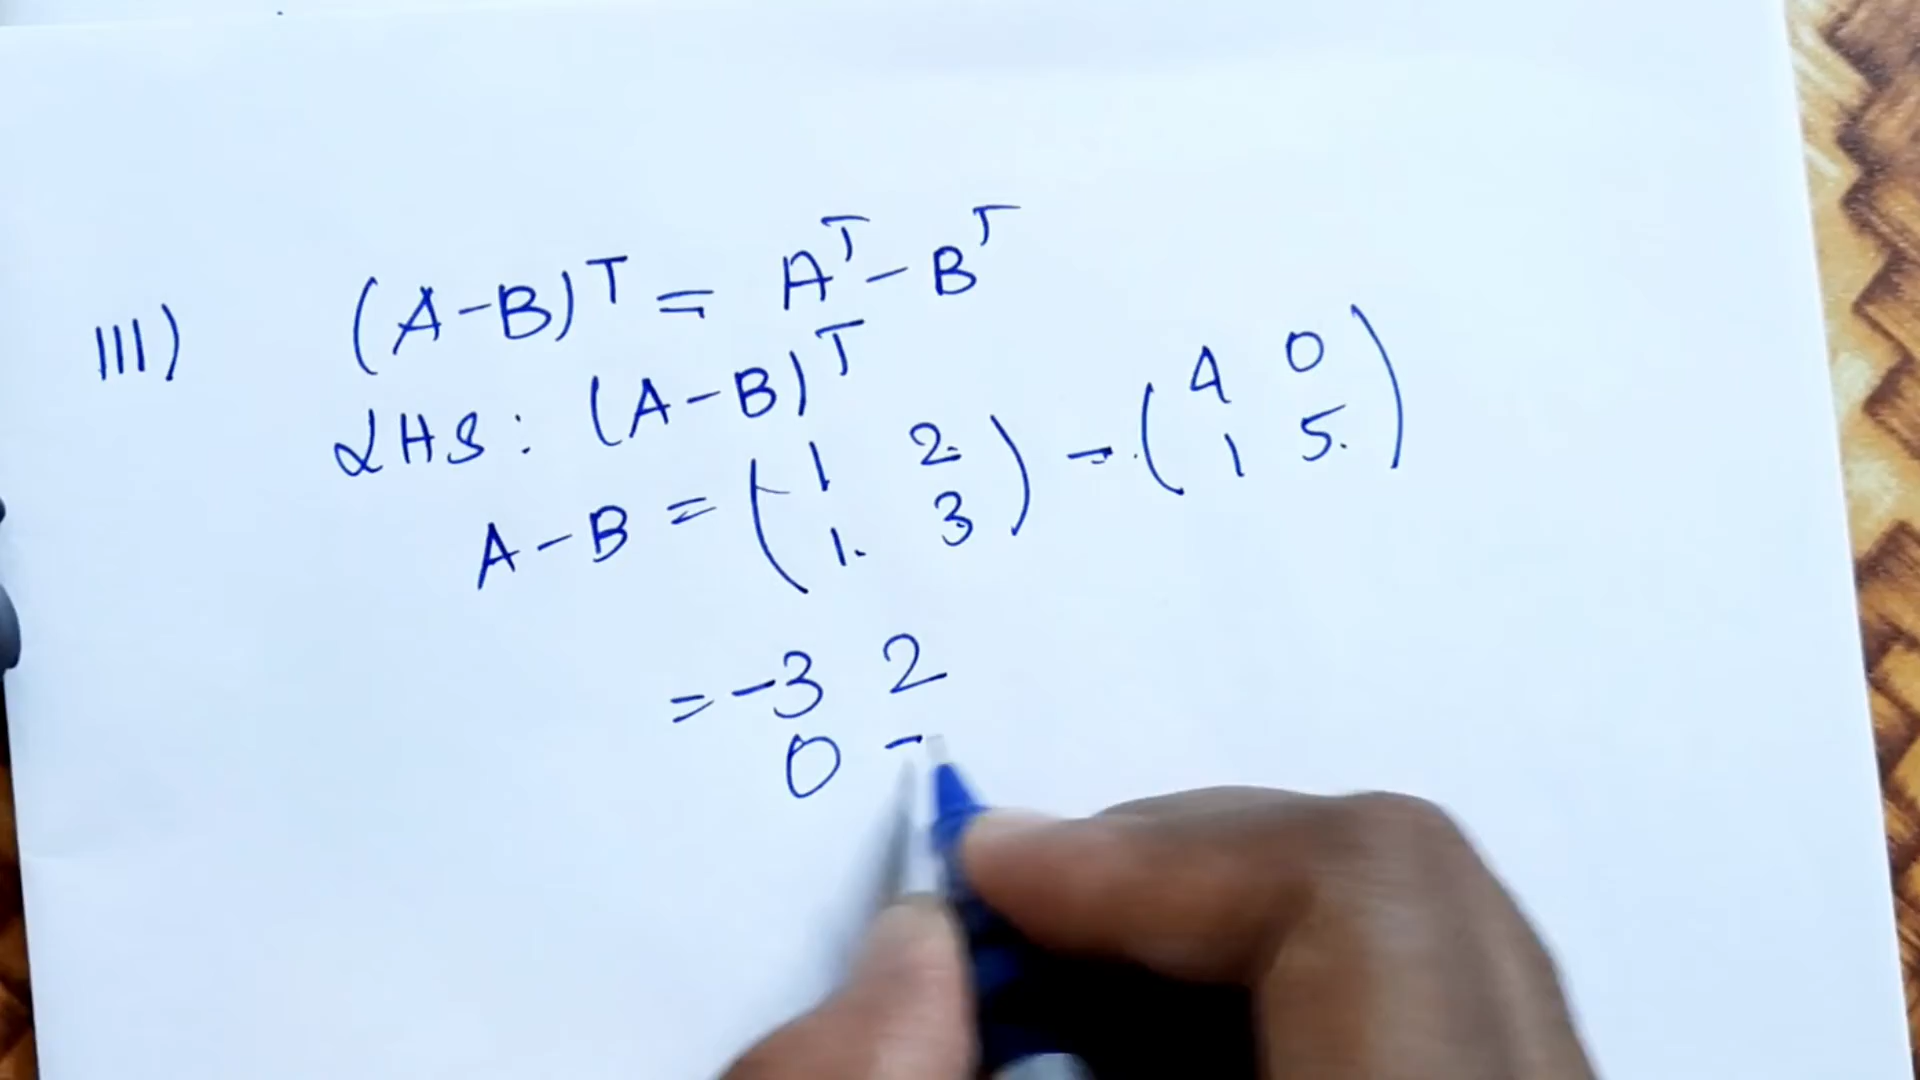 III) (A-B)ᵀ = Aᵀ - Bᵀ
LHS: (A-B)ᵀ
A-B = ( 1 2 ) - ( 4 0 )
1. 3 1 5.
= -3 2
0 -